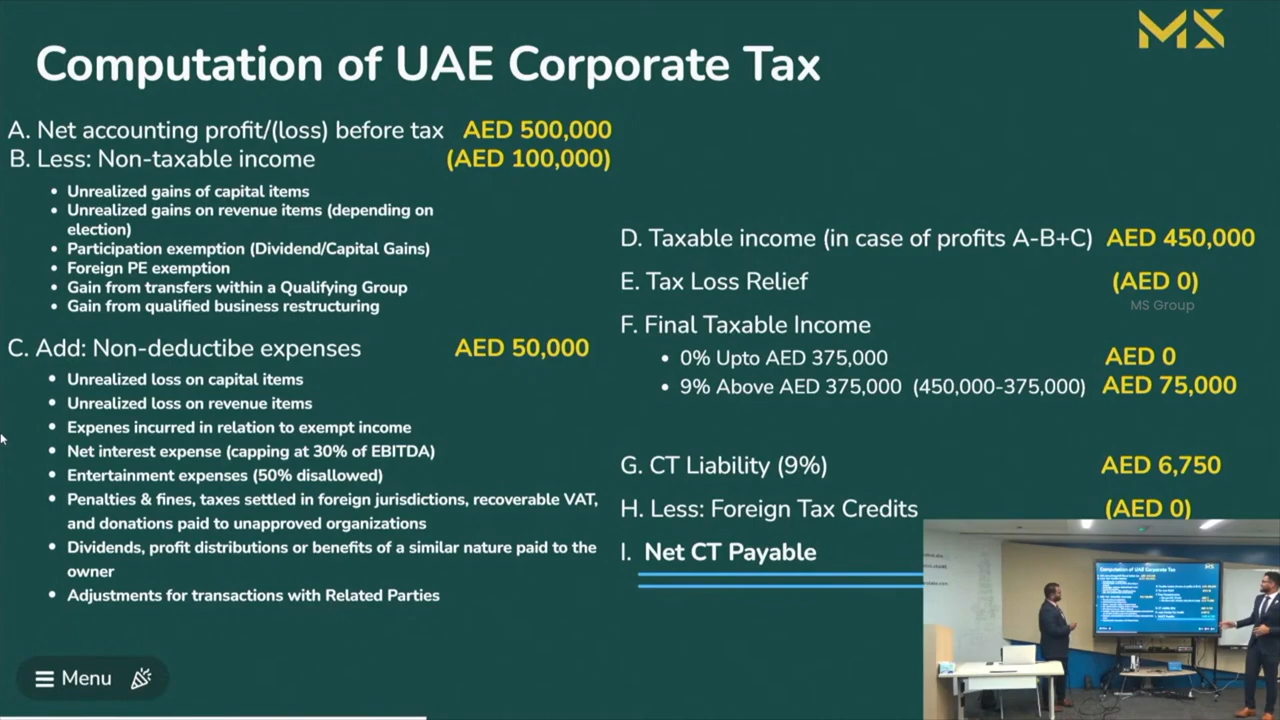 MS
Computation of UAE Corporate Tax
A. Net accounting profit/(loss) before tax AED 500,000
B. Less: Non-taxable income (AED 100,000)
• Unrealized gains of capital items
• Unrealized gains on revenue items (depending on
election)
• Participation exemption (Dividend/Capital Gains)
• Foreign PE exemption
• Gain from transfers within a Qualifying Group
• Gain from qualified business restructuring
C. Add: Non-deductibe expenses AED 50,000
• Unrealized loss on capital items
• Unrealized loss on revenue items
• Expenes incurred in relation to exempt income
• Net interest expense (capping at 30% of EBITDA)
• Entertainment expenses (50% disallowed)
• Penalties & fines, taxes settled in foreign jurisdictions, recoverable VAT,
and donations paid to unapproved organizations
• Dividends, profit distributions or benefits of a similar nature paid to the
owner
• Adjustments for transactions with Related Parties
D. Taxable income (in case of profits A-B+C) AED 450,000
E. Tax Loss Relief (AED 0)
MS Group
F. Final Taxable Income
• 0% Upto AED 375,000 AED 0
• 9% Above AED 375,000 (450,000-375,000) AED 75,000
G. CT Liability (9%) AED 6,750
H. Less: Foreign Tax Credits (AED 0)
I. Net CT Payable
Computation of UAE Corporate Tax
MS
Menu